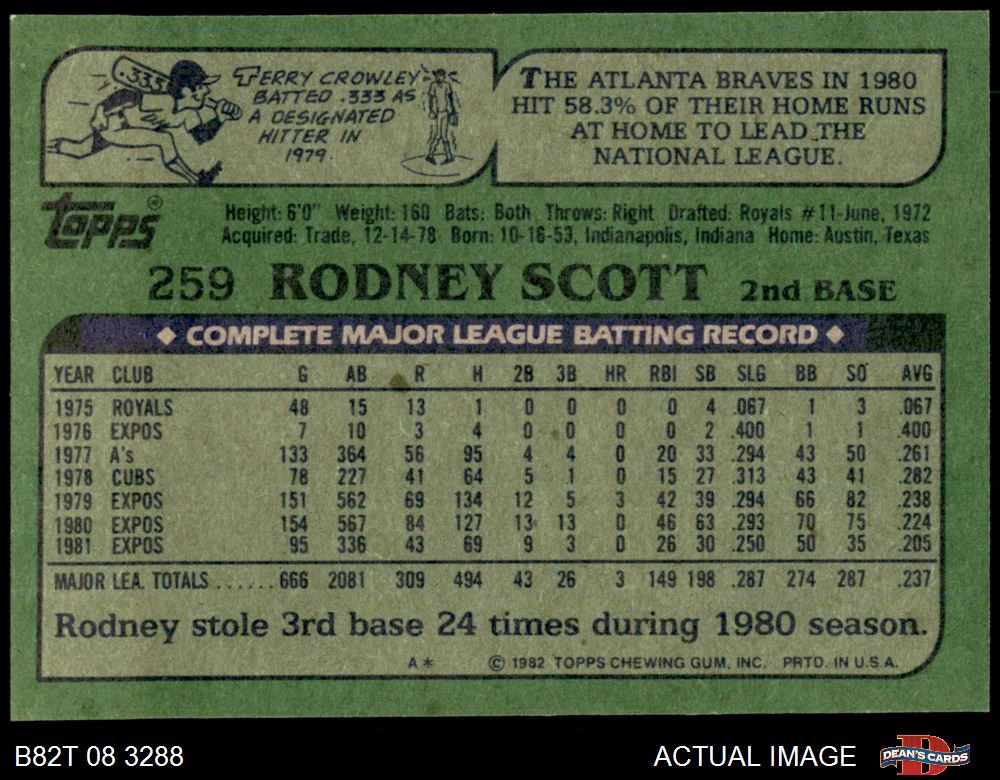 .333
TERRY CROWLEY
BATTED .333 AS
A DESIGNATED
HITTER IN
1979.
THE ATLANTA BRAVES IN 1980
HIT 58.3% OF THEIR HOME RUNS
AT HOME TO LEAD THE
NATIONAL LEAGUE.
Topps®
Height: 6'0" Weight: 160 Bats: Both Throws: Right Drafted: Royals #11-June, 1972
Acquired: Trade, 12-14-78 Born: 10-16-53, Indianapolis, Indiana Home: Austin, Texas
259 RODNEY SCOTT 2nd BASE
◆ COMPLETE MAJOR LEAGUE BATTING RECORD ◆
YEAR CLUB G AB R H 2B 3B HR RBI SB SLG BB SO AVG
1975 ROYALS 48 15 13 1 0 0 0 0 4 .067 1 3 .067
1976 EXPOS 7 10 3 4 0 0 0 0 2 .400 1 1 .400
1977 A's 133 364 56 95 4 4 0 20 33 .294 43 50 .261
1978 CUBS 78 227 41 64 5 1 0 15 27 .313 43 41 .282
1979 EXPOS 151 562 69 134 12 5 3 42 39 .294 66 82 .238
1980 EXPOS 154 567 84 127 13 13 0 46 63 .293 70 75 .224
1981 EXPOS 95 336 43 69 9 3 0 26 30 .250 50 35 .205
MAJOR LEA. TOTALS ...... 666 2081 309 494 43 26 3 149 198 .287 274 287 .237
Rodney stole 3rd base 24 times during 1980 season.
A* © 1982 TOPPS CHEWING GUM, INC. PRTD. IN U.S.A.
B82T 08 3288
ACTUAL IMAGE
DEAN'S CARDS